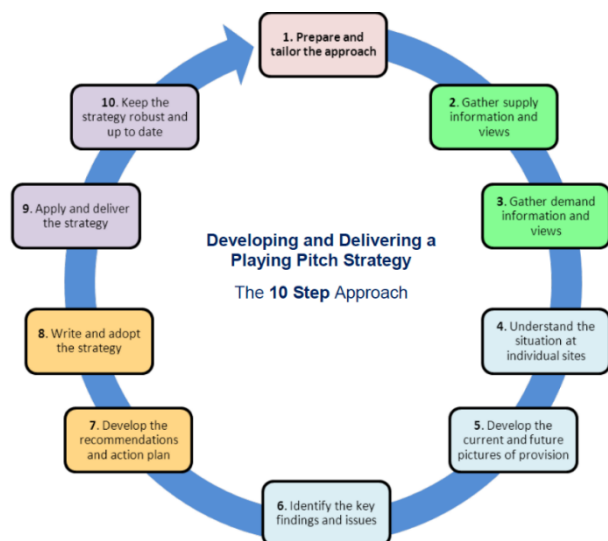 1. Prepare and
tailor the approach
2. Gather supply
information and
views
3. Gather demand
information and
views
4. Understand the
situation at
individual sites
5. Develop the
current and future
pictures of provision
6. Identify the key
findings and issues
7. Develop the
recommendations
and action plan
8. Write and adopt
the strategy
9. Apply and deliver
the strategy
10. Keep the
strategy robust and
up to date
Developing and Delivering a
Playing Pitch Strategy
The 10 Step Approach